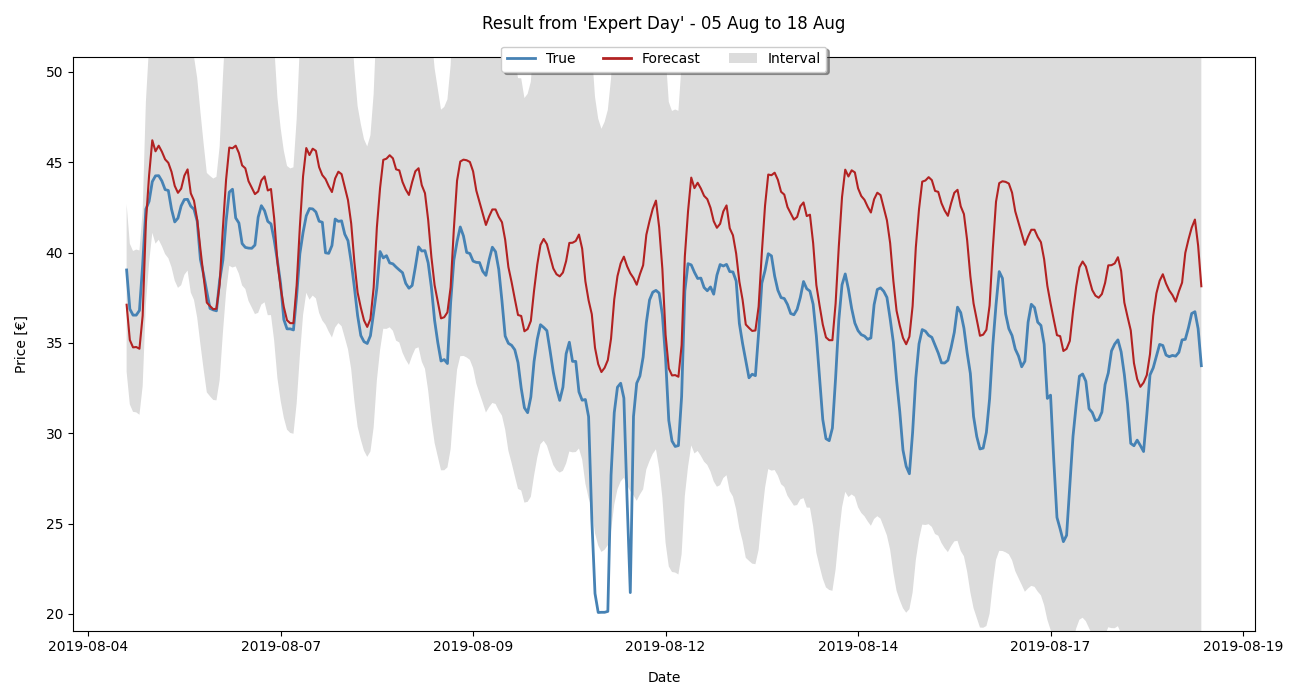 Result from 'Expert Day' - 05 Aug to 18 Aug
True Forecast Interval
50
45
40
35
30
25
20
Price [€]
2019-08-04 2019-08-07 2019-08-09 2019-08-12 2019-08-14 2019-08-17 2019-08-19
Date